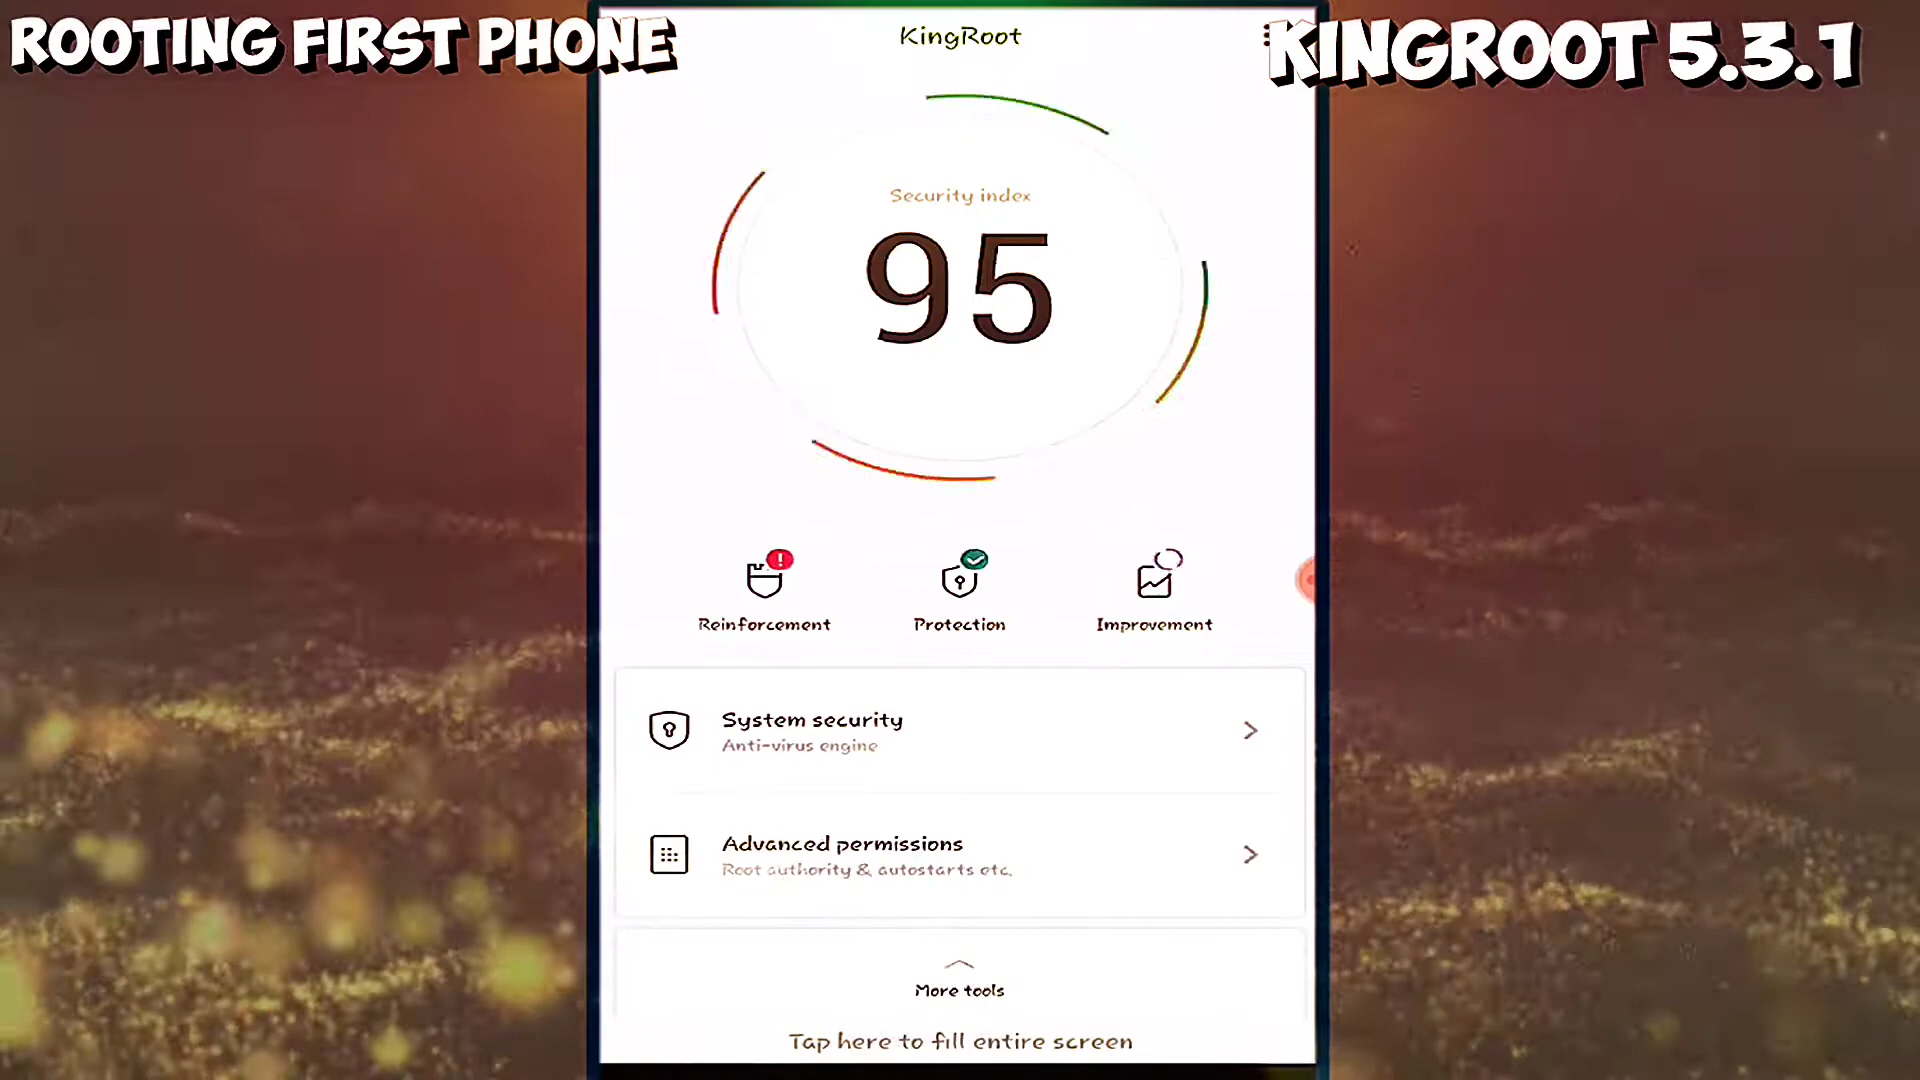 ROOTING FIRST PHONE
KingRoot
KINGROOT 5.3.1
Security index
95
Reinforcement
Protection
Improvement
System security
Anti-virus engine
Advanced permissions
Root authority & autostarts etc.
More tools
Tap here to fill entire screen